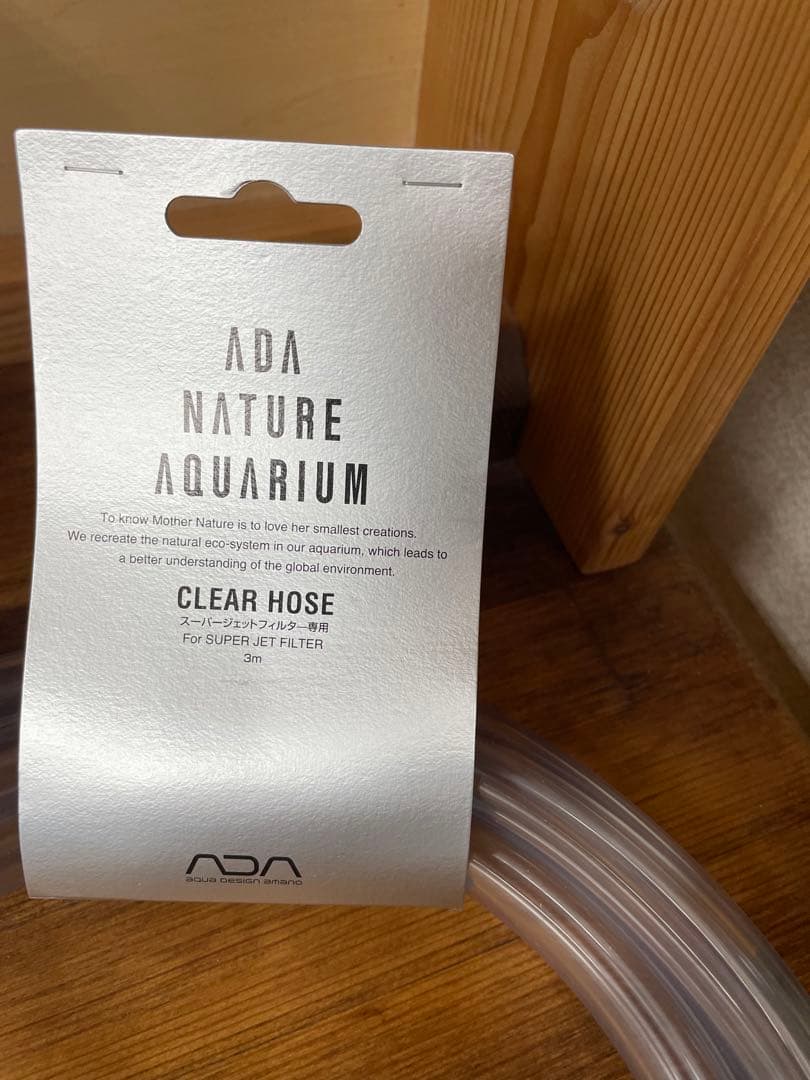 ADA
NATURE
AQUARIUM
To know Mother Nature is to love her smallest creations.
We recreate the natural eco-system in our aquarium, which leads to
a better understanding of the global environment.
CLEAR HOSE
スーパージェットフィルター専用
For SUPER JET FILTER
3m
ADA
aqua DESIGN amano